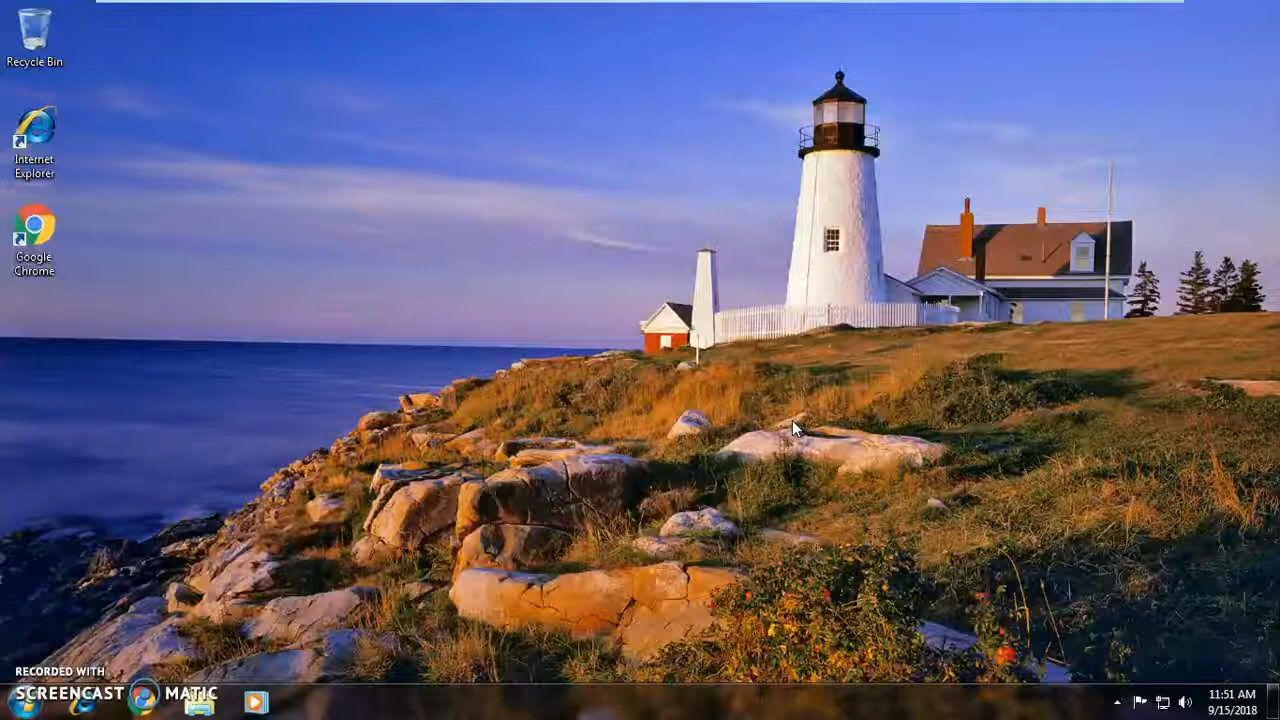 Recycle Bin
Internet
Explorer
Google
Chrome
RECORDED WITH
SCREENCAST MATIC
11:51 AM
9/15/2018